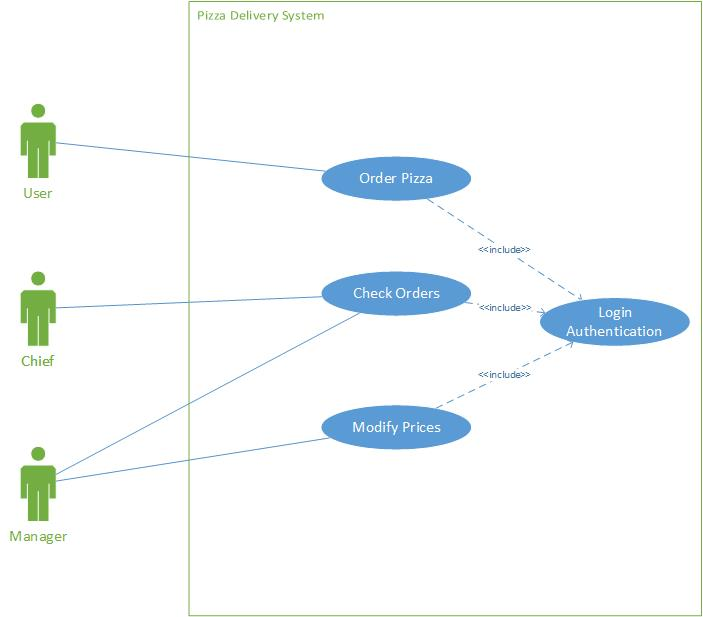 Pizza Delivery System
User
Order Pizza
<<include>>
Chief
Check Orders
<<include>>
Login
Authentication
<<include>>
Modify Prices
Manager